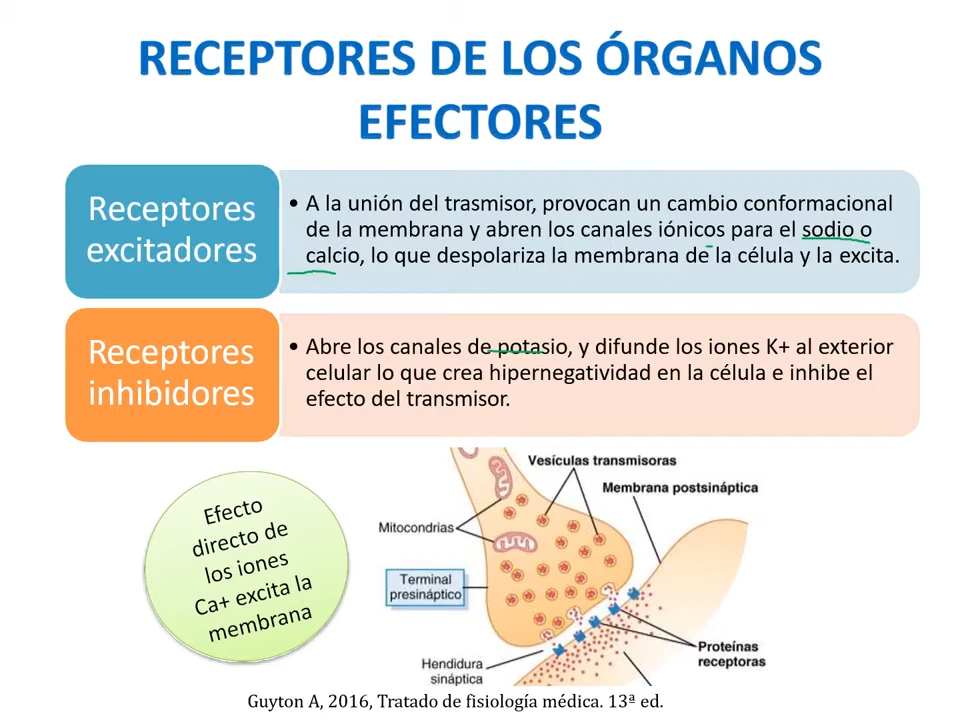 RECEPTORES DE LOS ÓRGANOS
EFECTORES
Receptores
excitadores
• A la unión del trasmisor, provocan un cambio conformacional
de la membrana y abren los canales iónicos para el sodio o
calcio, lo que despolariza la membrana de la célula y la excita.
Receptores
inhibidores
• Abre los canales de potasio, y difunde los iones K+ al exterior
celular lo que crea hipernegatividad en la célula e inhibe el
efecto del transmisor.
Efecto
directo de
los iones
Ca+ excita la
membrana
Vesículas transmisoras
Membrana postsináptica
Mitocondrias
Terminal
presináptico
Proteínas
receptoras
Hendidura
sináptica
Guyton A, 2016, Tratado de fisiología médica. 13ª ed.